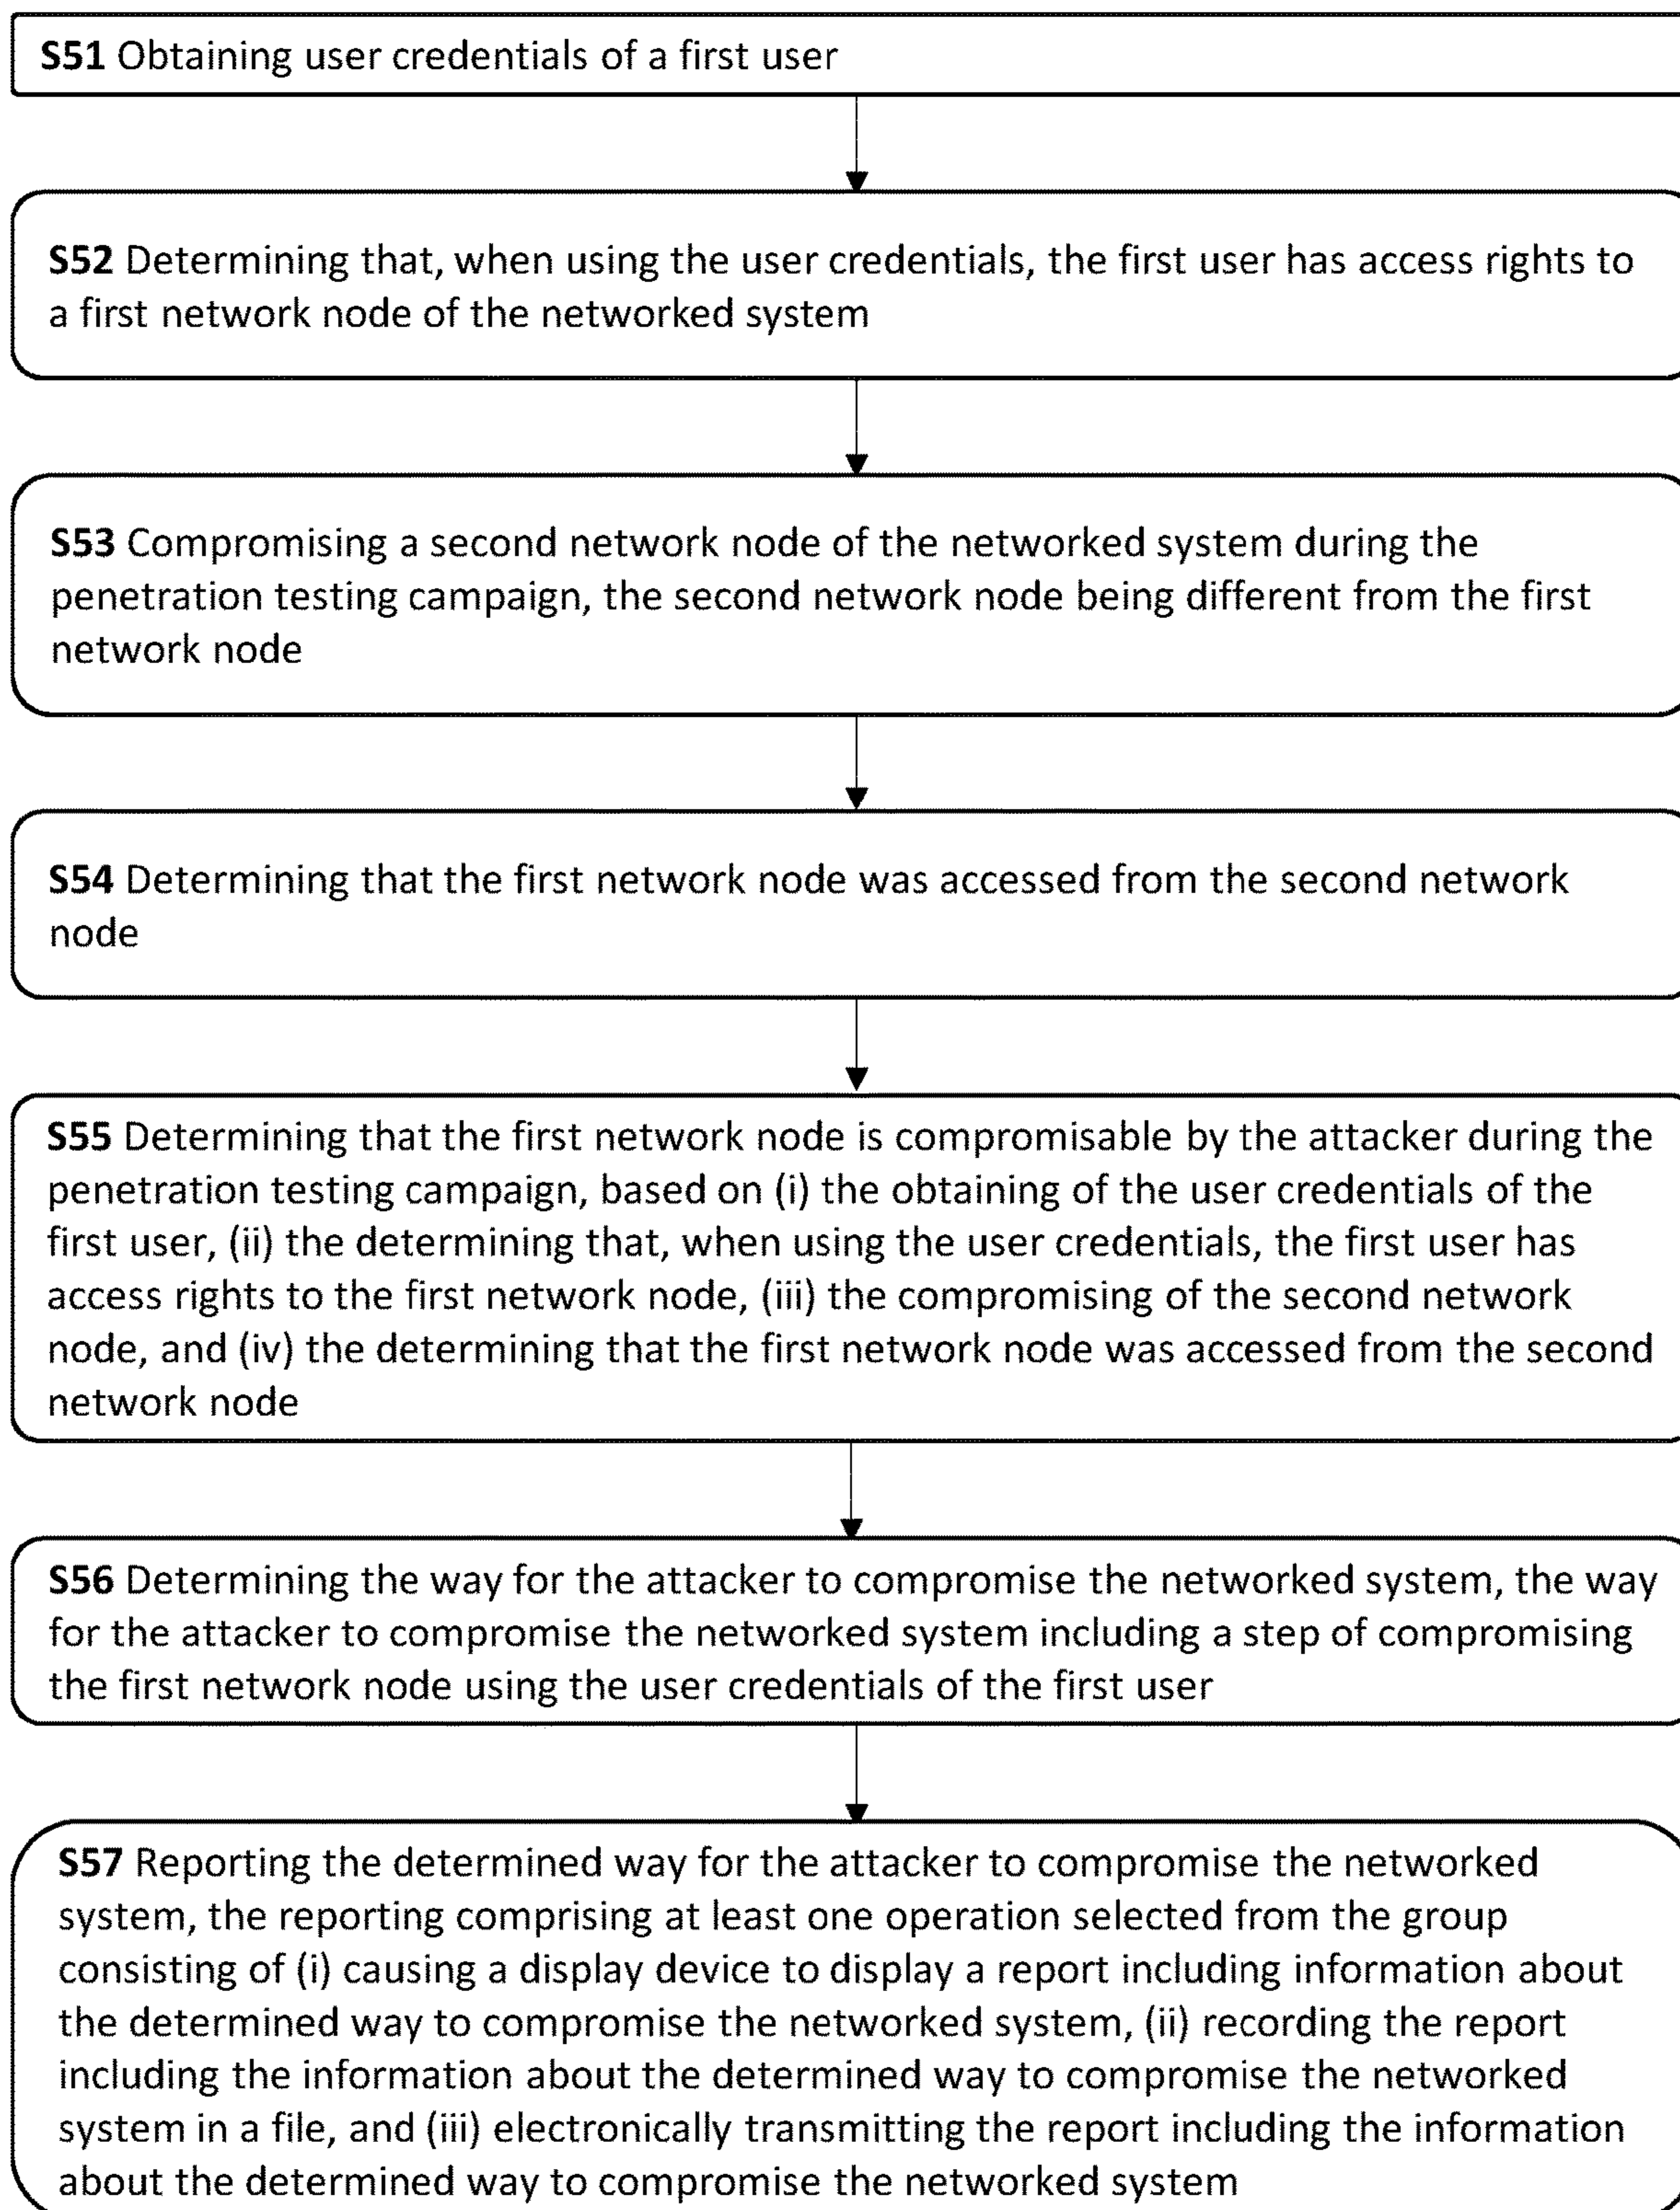 S51 Obtaining user credentials of a first user
S52 Determining that, when using the user credentials, the first user has access rights to
a first network node of the networked system
S53 Compromising a second network node of the networked system during the
penetration testing campaign, the second network node being different from the first
network node
S54 Determining that the first network node was accessed from the second network
node
S55 Determining that the first network node is compromisable by the attacker during the
penetration testing campaign, based on (i) the obtaining of the user credentials of the
first user, (ii) the determining that, when using the user credentials, the first user has
access rights to the first network node, (iii) the compromising of the second network
node, and (iv) the determining that the first network node was accessed from the second
network node
S56 Determining the way for the attacker to compromise the networked system, the way
for the attacker to compromise the networked system including a step of compromising
the first network node using the user credentials of the first user
S57 Reporting the determined way for the attacker to compromise the networked
system, the reporting comprising at least one operation selected from the group
consisting of (i) causing a display device to display a report including information about
the determined way to compromise the networked system, (ii) recording the report
including the information about the determined way to compromise the networked
system in a file, and (iii) electronically transmitting the report including the information
about the determined way to compromise the networked system